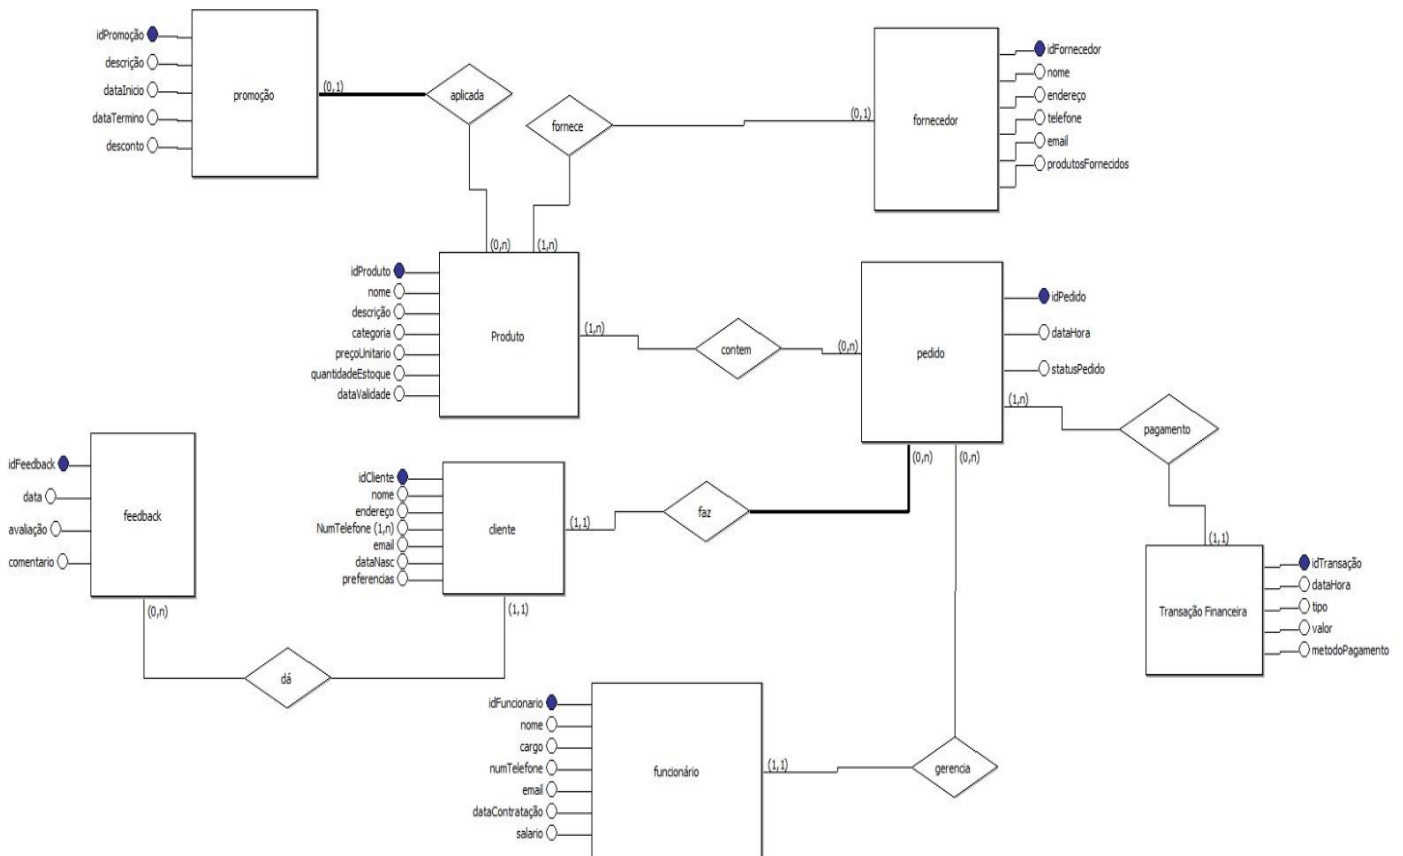 idPromoção
descrição
dataInicio
dataTermino
desconto
promoção
(0,1)
aplicada
fornece
(0,1)
fornecedor
idFornecedor
nome
endereço
telefone
email
produtosFornecidos
(0,n)
(1,n)
idProduto
nome
descrição
categoria
preçoUnitario
quantidadeEstoque
dataValidade
Produto
(1,n)
contem
(0,n)
pedido
idPedido
dataHora
statusPedido
(1,n)
pagamento
(0,n)
(0,n)
idFeedback
data
avaliação
comentario
feedback
(0,n)
idCliente
nome
endereço
NumTelefone (1,n)
email
dataNasc
preferencias
cliente
(1,1)
faz
(1,1)
(1,1)
Transação Financeira
idTransação
dataHora
tipo
valor
metodoPagamento
dá
idFuncionario
nome
cargo
numTelefone
email
dataContratação
salario
funcionário
(1,1)
gerencia